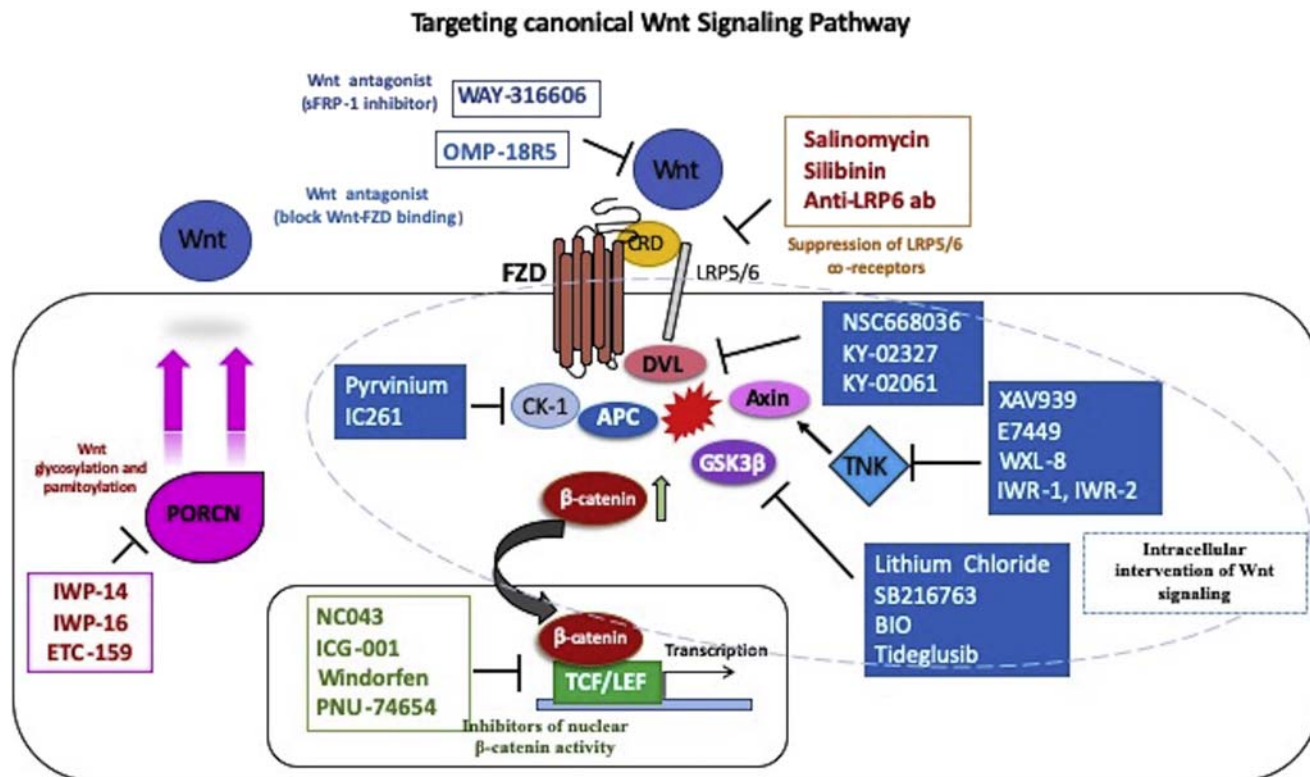 Targeting canonical Wnt Signaling Pathway
Wnt antagonist
(sFRP-1 inhibitor)
WAY-316606
OMP-18R5
Wnt
Wnt antagonist
(block Wnt-FZD binding)
Wnt
Salinomycin
Silibinin
Anti-LRP6 ab
Suppression of LRP5/6
co-receptors
CRD
FZD
LRP5/6
DVL
NSC668036
KY-02327
KY-02061
Pyrvinium
IC261
CK-1
APC
Axin
XAV939
E7449
WXL-8
IWR-1, IWR-2
GSK3β
TNK
Wnt
glycosylation and
pamitoylation
PORCN
β-catenin
IWP-14
IWP-16
ETC-159
Lithium Chloride
SB216763
BIO
Tideglusib
Intracellular
intervention of Wnt
signaling
NC043
ICG-001
Windorfen
PNU-74654
β-catenin
Transcription
TCF/LEF
Inhibitors of nuclear
β-catenin activity